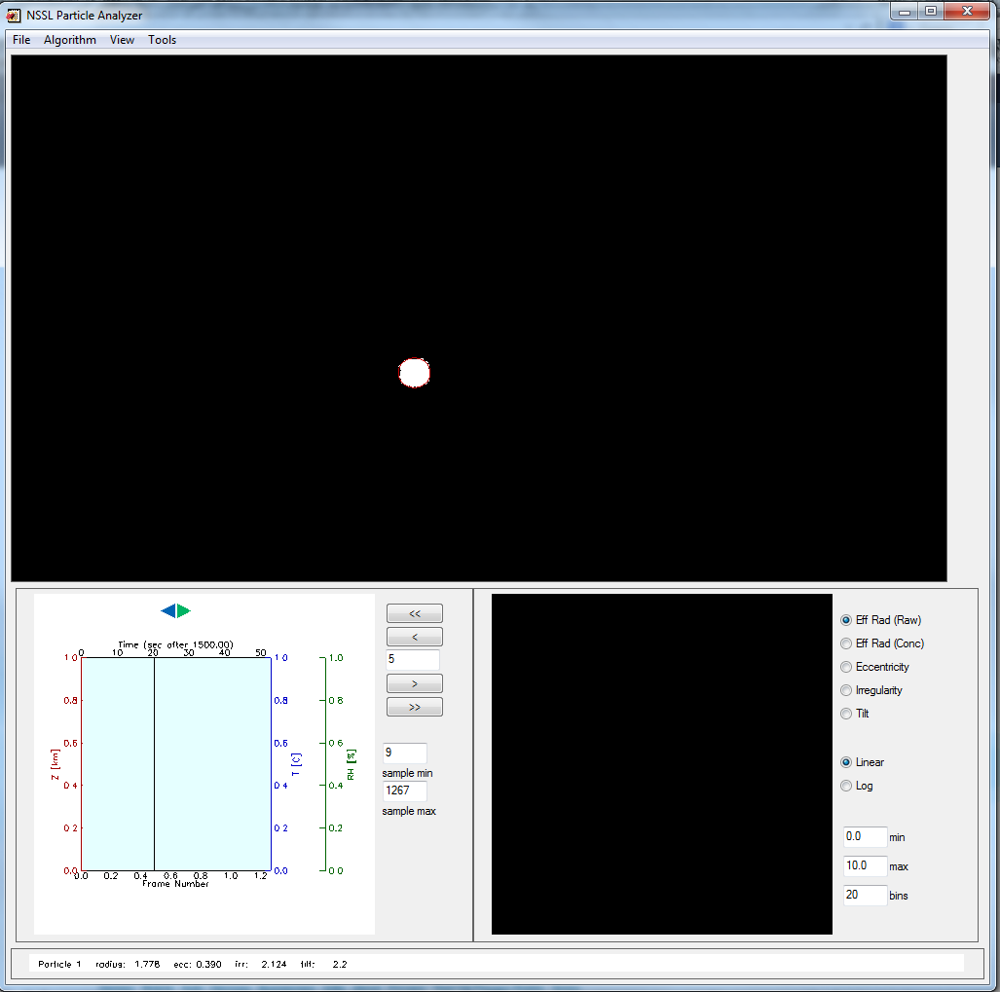 NSSL Particle Analyzer
File Algorithm View Tools
Time (sec after 1500.00)
0 10 20 30 40 50
1.0 1.0 1.0
0.8 0.8 0.8
0.6 0.6 0.6
Z [km] T [C] RH [%]
0.4 0.4 0.4
0.2 0.2 0.2
0.0 0.0 0.0
0.0 0.2 0.4 0.6 0.8 1.0 1.2
Frame Number
<<
<
5
>
>>
9
sample min
1267
sample max
Eff Rad (Raw)
Eff Rad (Conc)
Eccentricity
Irregularity
Tilt
Linear
Log
0.0 min
10.0 max
20 bins
Particle 1 radius: 1.778 ecc: 0.390 irr: 2.124 tilt: 2.2